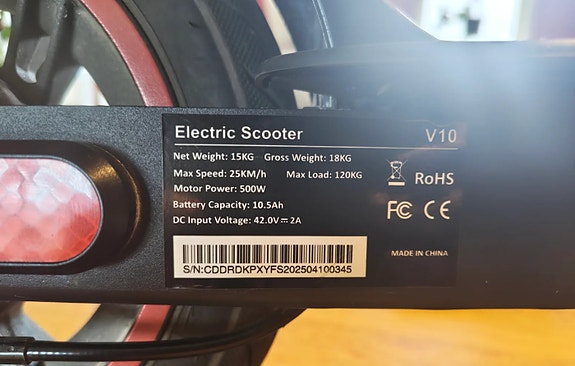 Electric Scooter V10
Net Weight: 15KG Gross Weight: 18KG
Max Speed: 25KM/h Max Load: 120KG
Motor Power: 500W
Battery Capacity: 10.5Ah
DC Input Voltage: 42.0V⎓2A
RoHS
FC CE
MADE IN CHINA
S/N:CDDRDKPXYFS202504100345